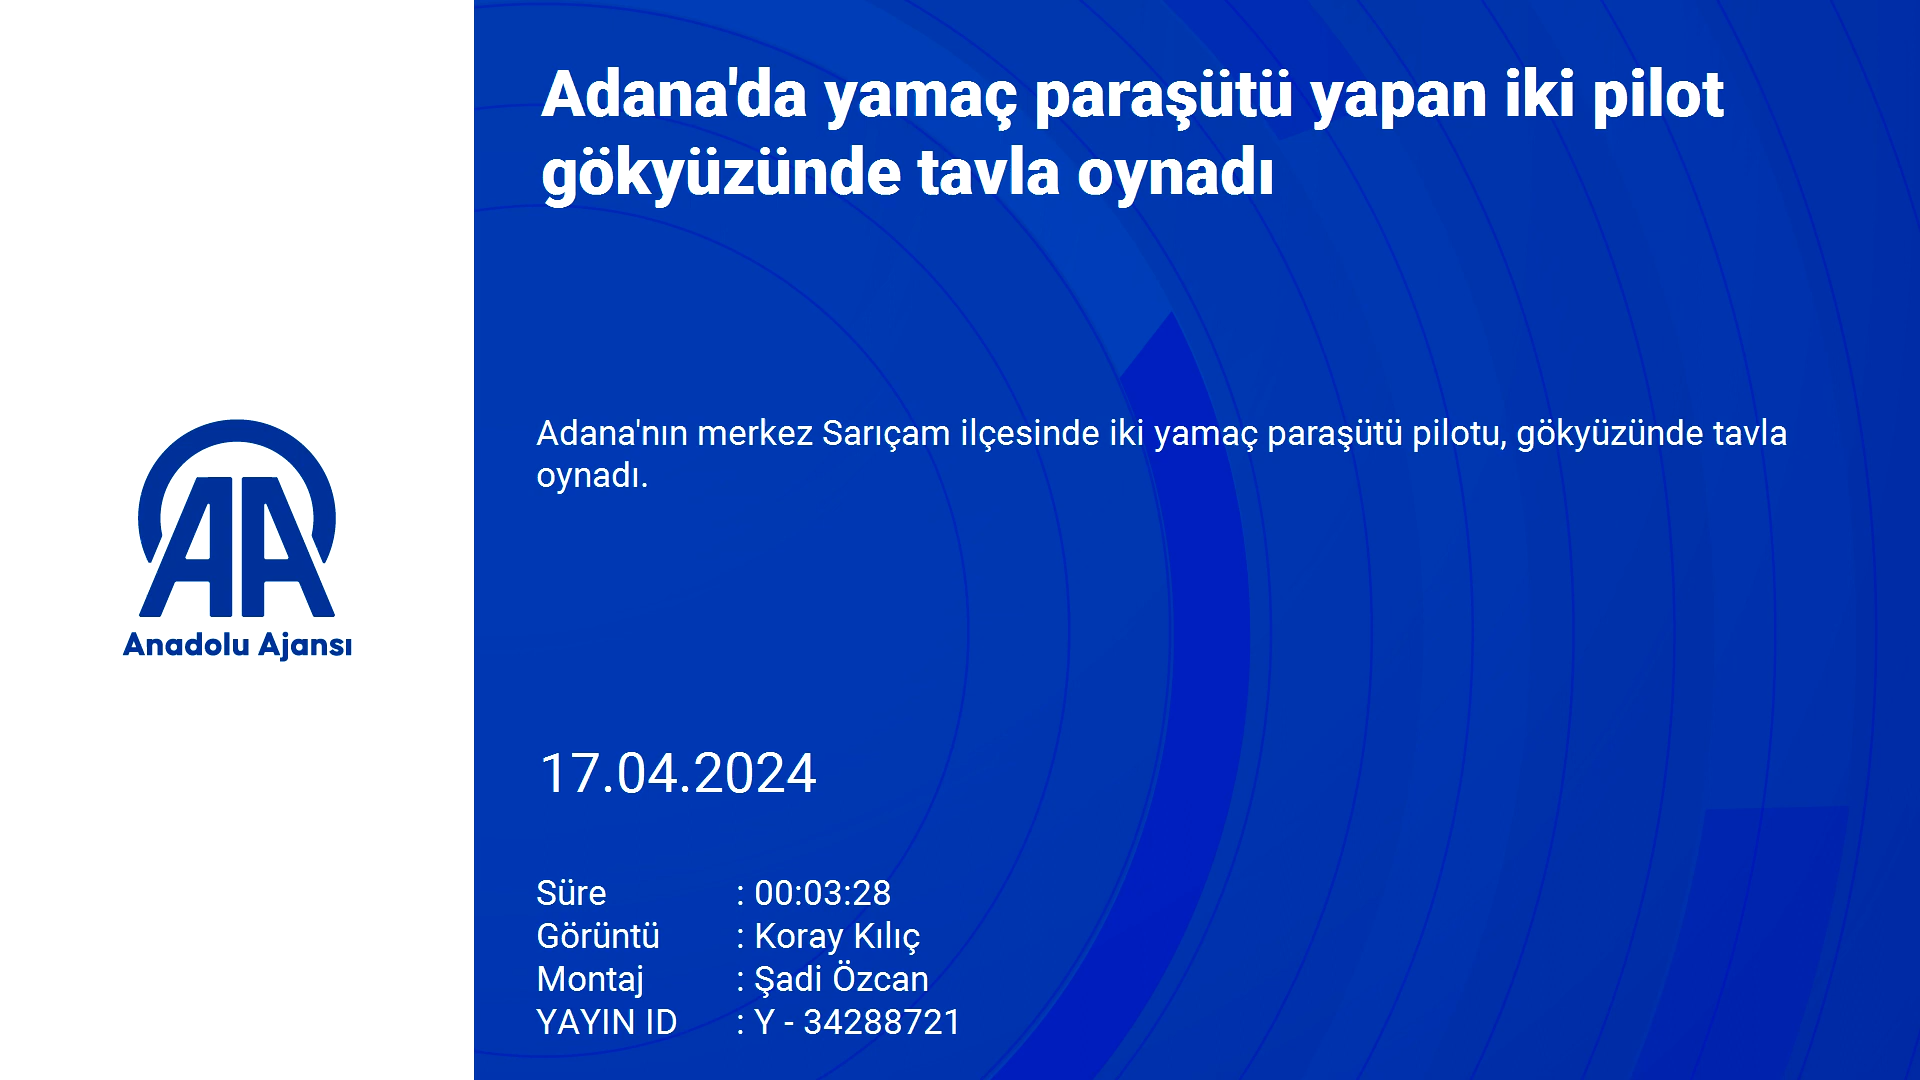 Adana'da yamaç paraşütü yapan iki pilot
gökyüzünde tavla oynadı
Adana'nın merkez Sarıçam ilçesinde iki yamaç paraşütü pilotu, gökyüzünde tavla
oynadı.
AA
Anadolu Ajansı
17.04.2024
Süre : 00:03:28
Görüntü : Koray Kılıç
Montaj : Şadi Özcan
YAYIN ID : Y - 34288721